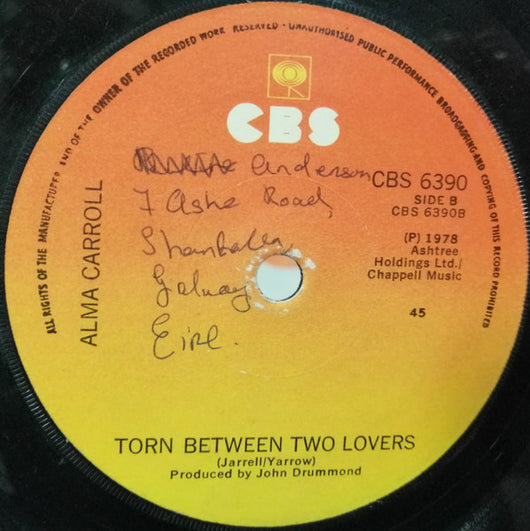 ALL RIGHTS OF THE MANUFACTURER AND OF THE OWNER OF THE RECORDED WORK RESERVED - UNAUTHORISED PUBLIC PERFORMANCE BROADCASTING AND COPYING OF THIS RECORD PROHIBITED
CBS
Anderson
7 Ashe Road,
Shantalla
Galway
Eire.
CBS 6390
SIDE B
CBS 6390B
(P) 1978
Ashtree
Holdings Ltd./
Chappell Music
45
ALMA CARROLL
TORN BETWEEN TWO LOVERS
(Jarrell/Yarrow)
Produced by John Drummond